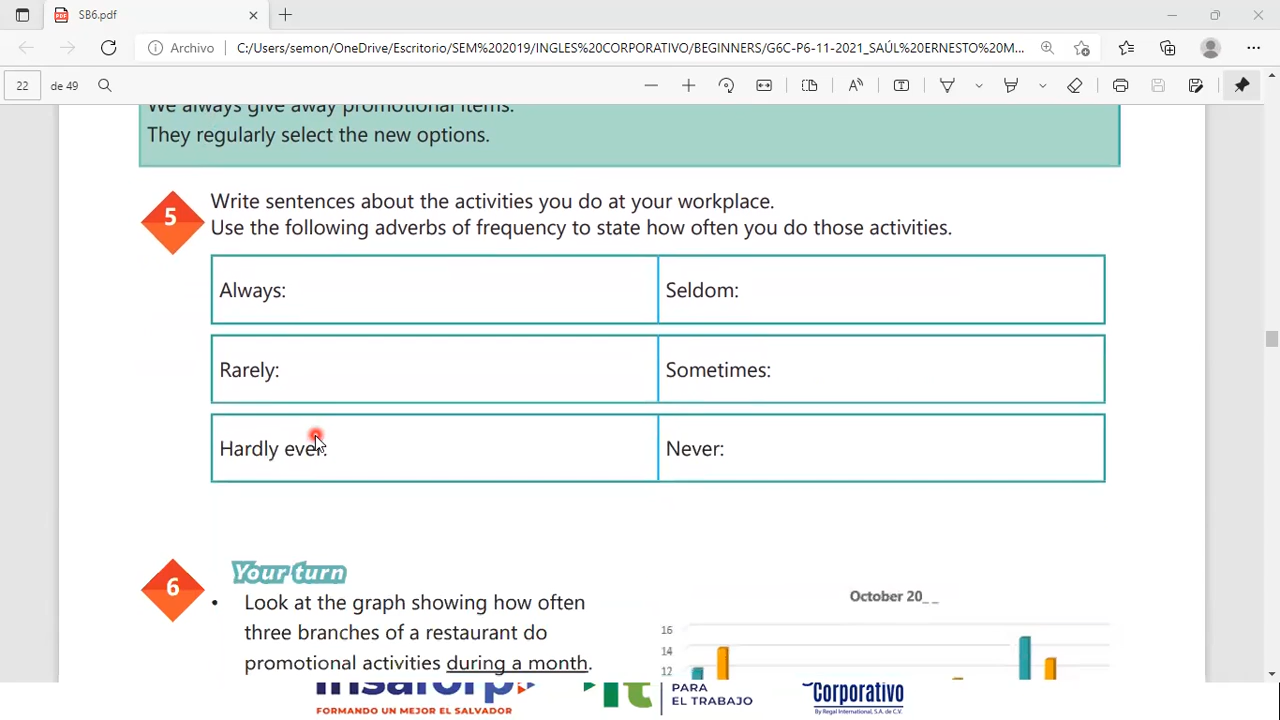 SB6.pdf
Archivo C:/Users/semon/OneDrive/Escritorio/SEM%202019/INGLES%20CORPORATIVO/BEGINNERS/G6C-P6-11-2021_SAÚL%20ERNESTO%20M...
22 de 49
We always give away promotional items.
They regularly select the new options.
5
Write sentences about the activities you do at your workplace.
Use the following adverbs of frequency to state how often you do those activities.
Always: Seldom:
Rarely: Sometimes:
Hardly ever: Never:
6
Your turn
• Look at the graph showing how often
three branches of a restaurant do
promotional activities during a month.
October 20_ _
16
14
12
insaforp
FORMANDO UN MEJOR EL SALVADOR
PARA
EL TRABAJO
Corporativo
By Regal International, S.A. de C.V.